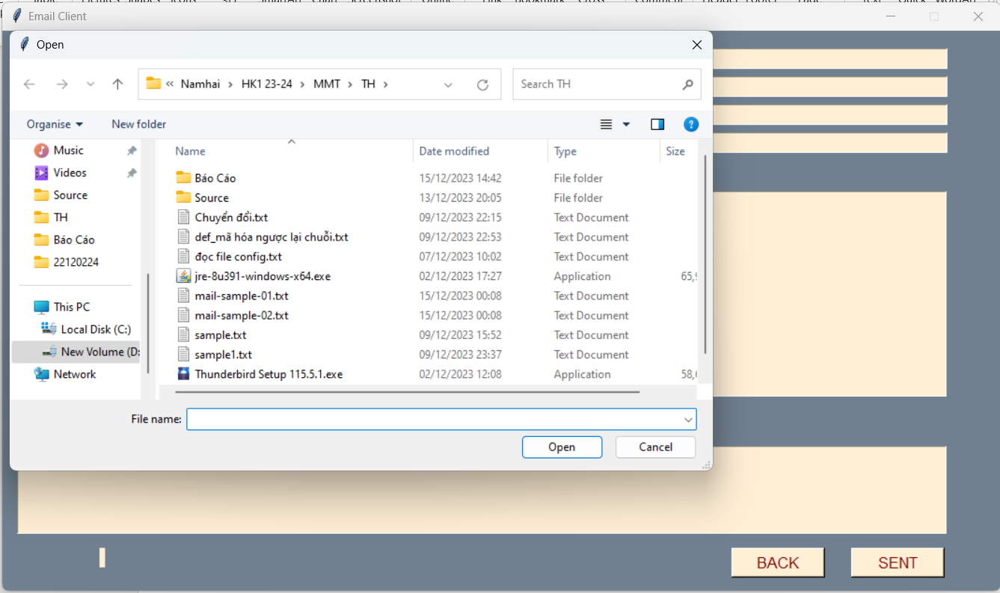 Email Client
Open
« Namhai › HK1 23-24 › MMT › TH ›
Search TH
Organise
New folder
Music
Videos
Source
TH
Báo Cáo
22120224
This PC
Local Disk (C:)
New Volume (D:
Network
Name Date modified Type Size
Báo Cáo 15/12/2023 14:42 File folder
Source 13/12/2023 20:05 File folder
Chuyển đổi.txt 09/12/2023 22:15 Text Document
def_mã hóa ngược lại chuỗi.txt 09/12/2023 22:53 Text Document
đọc file config.txt 07/12/2023 10:02 Text Document
jre-8u391-windows-x64.exe 02/12/2023 17:27 Application
mail-sample-01.txt 15/12/2023 00:08 Text Document
mail-sample-02.txt 15/12/2023 00:08 Text Document
sample.txt 09/12/2023 15:52 Text Document
sample1.txt 09/12/2023 23:37 Text Document
Thunderbird Setup 115.5.1.exe 02/12/2023 12:08 Application
File name:
Open
Cancel
BACK
SENT